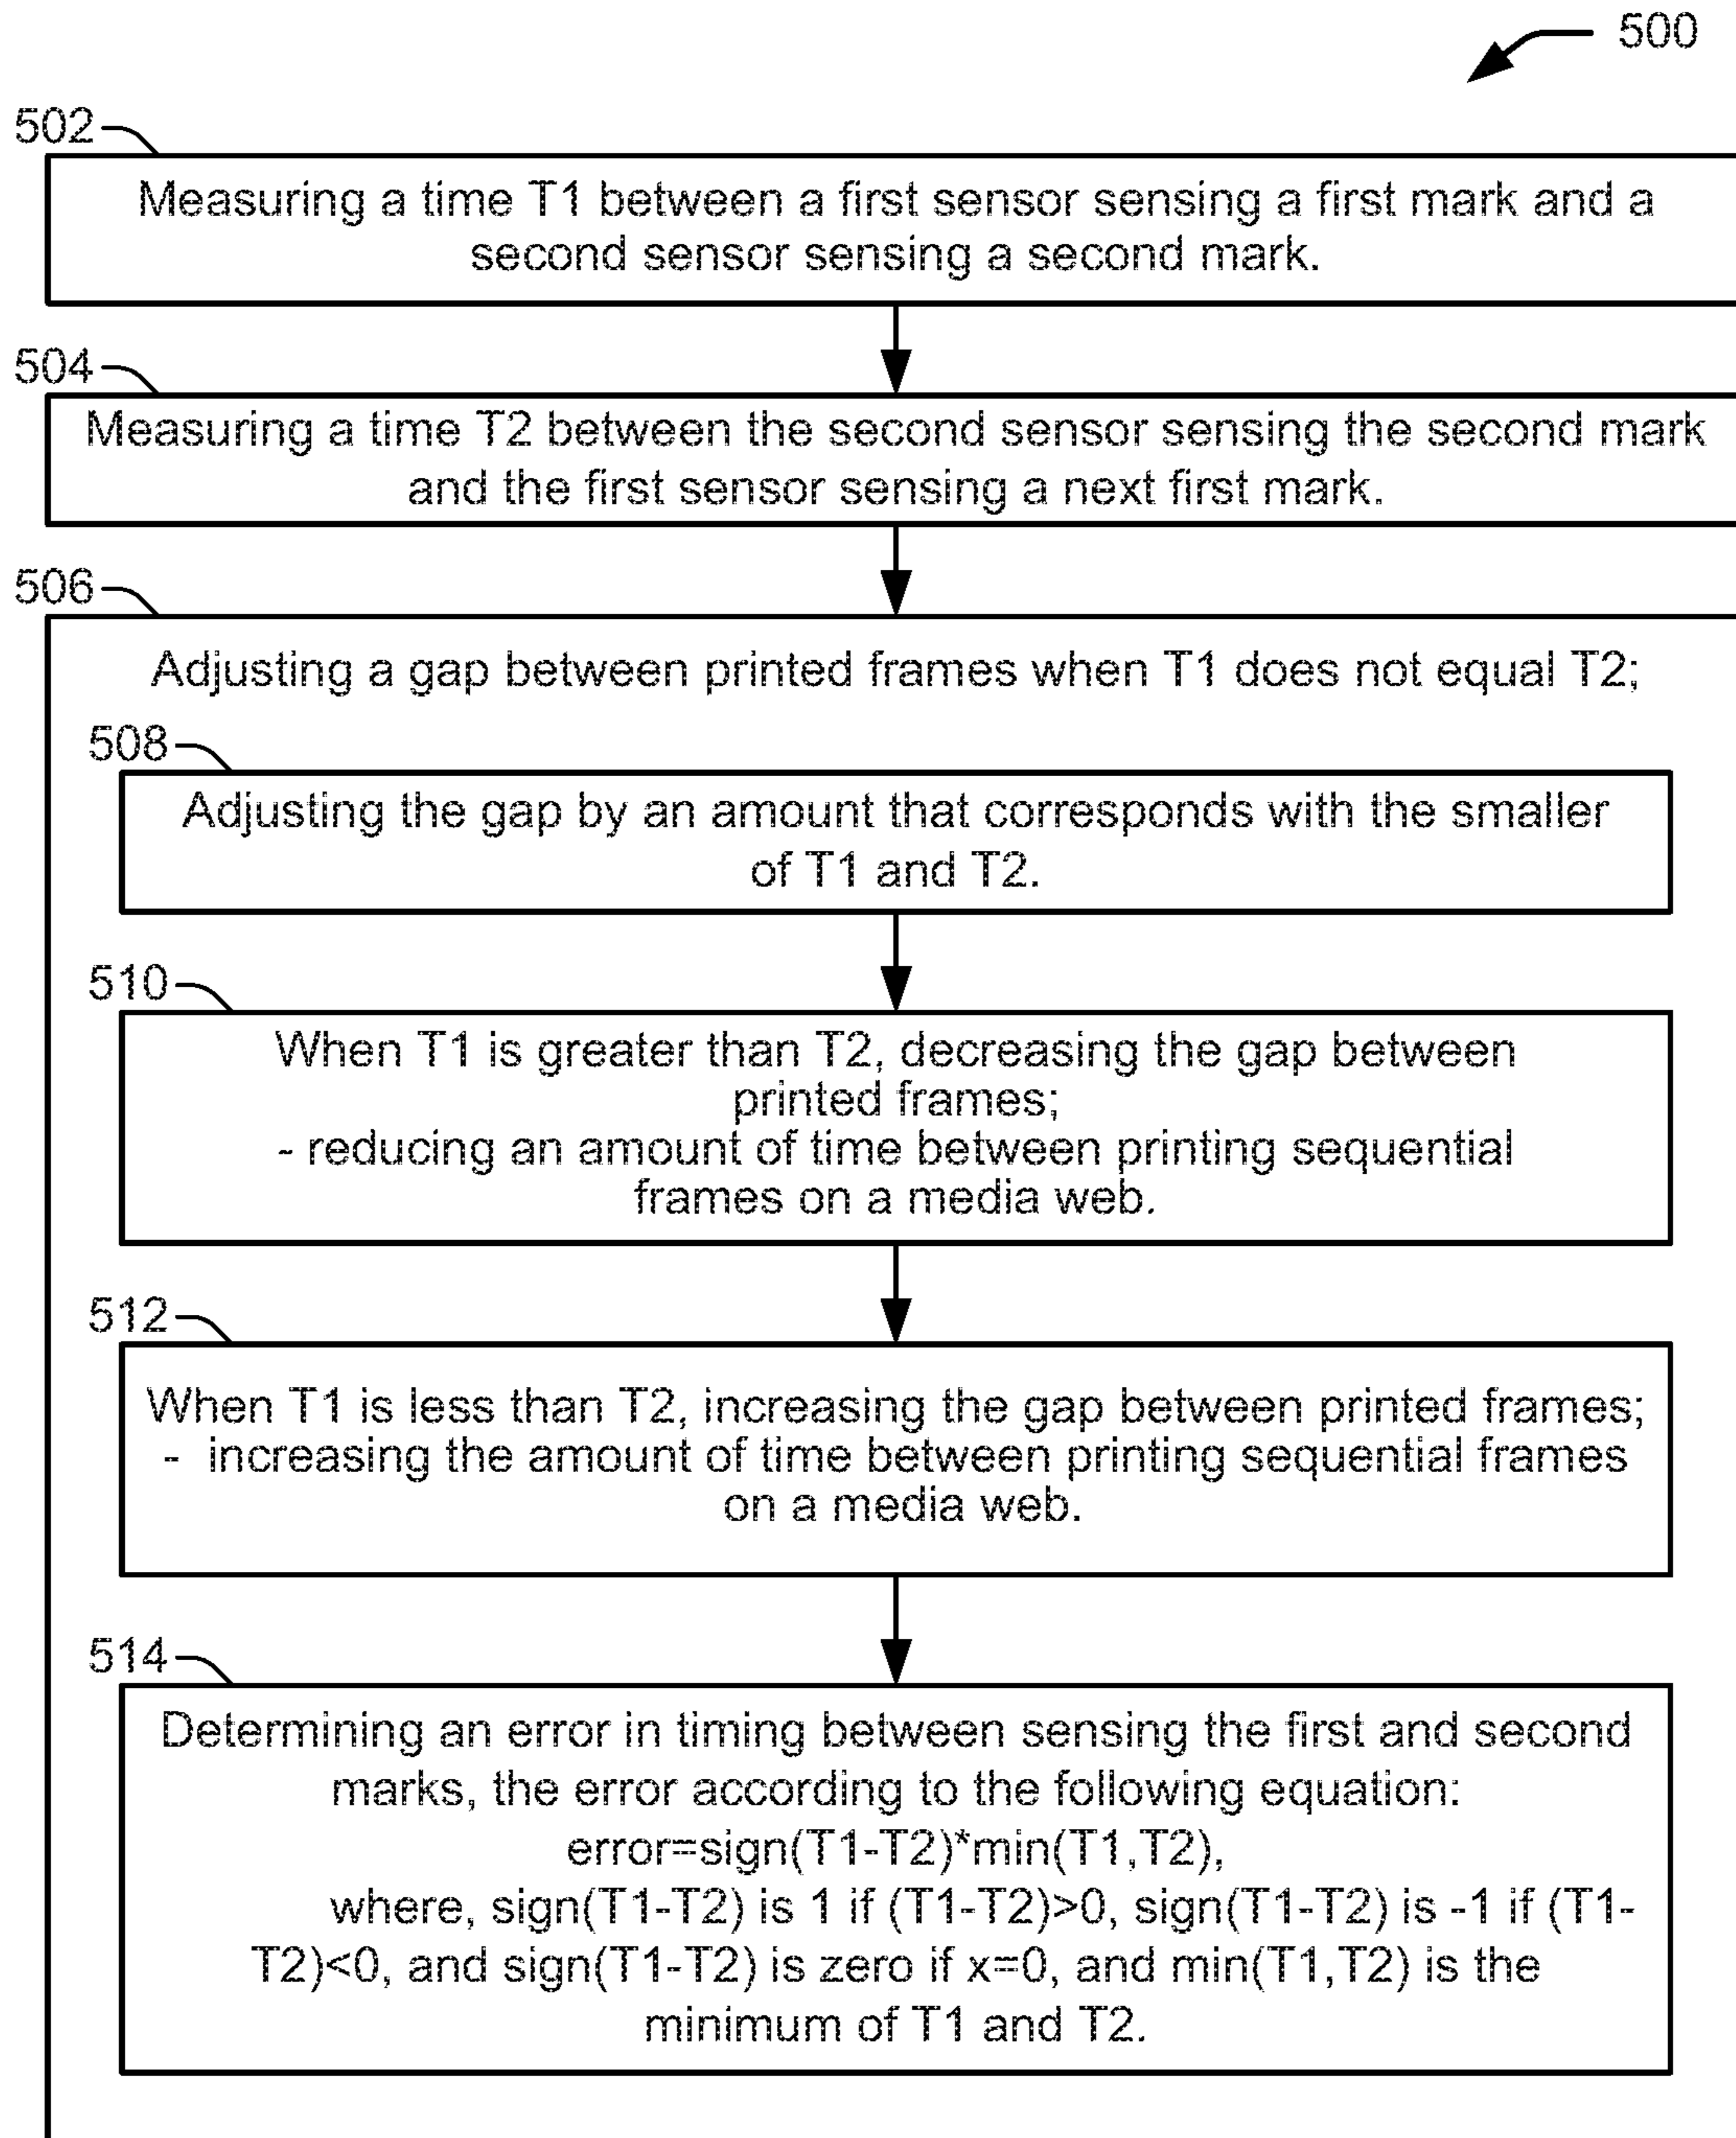 500
502
Measuring a time T1 between a first sensor sensing a first mark and a
second sensor sensing a second mark.
504
Measuring a time T2 between the second sensor sensing the second mark
and the first sensor sensing a next first mark.
506
Adjusting a gap between printed frames when T1 does not equal T2;
508
Adjusting the gap by an amount that corresponds with the smaller
of T1 and T2.
510
When T1 is greater than T2, decreasing the gap between
printed frames;
- reducing an amount of time between printing sequential
frames on a media web.
512
When T1 is less than T2, increasing the gap between printed frames;
- increasing the amount of time between printing sequential frames
on a media web.
514
Determining an error in timing between sensing the first and second
marks, the error according to the following equation:
error=sign(T1-T2)*min(T1,T2),
where, sign(T1-T2) is 1 if (T1-T2)>0, sign(T1-T2) is -1 if (T1-
T2)<0, and sign(T1-T2) is zero if x=0, and min(T1,T2) is the
minimum of T1 and T2.